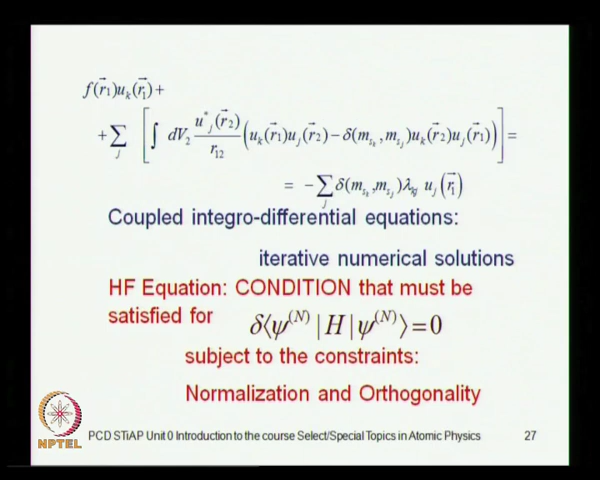 f(r⃗₁)u_k(r⃗₁)+
+∑_j [∫ dV₂ u*_j(r⃗₂)/r₁₂ (u_k(r⃗₁)u_j(r⃗₂)−δ(m_{s_k},m_{s_j})u_k(r⃗₂)u_j(r⃗₁))]=
= −∑_j δ(m_{s_k},m_{s_j})λ_{kj} u_j(r⃗₁)
Coupled integro-differential equations:
iterative numerical solutions
HF Equation: CONDITION that must be
satisfied for δ⟨ψ^(N)|H|ψ^(N)⟩=0
subject to the constraints:
Normalization and Orthogonality
NPTEL
PCD STiAP Unit 0 Introduction to the course Select/Special Topics in Atomic Physics 27